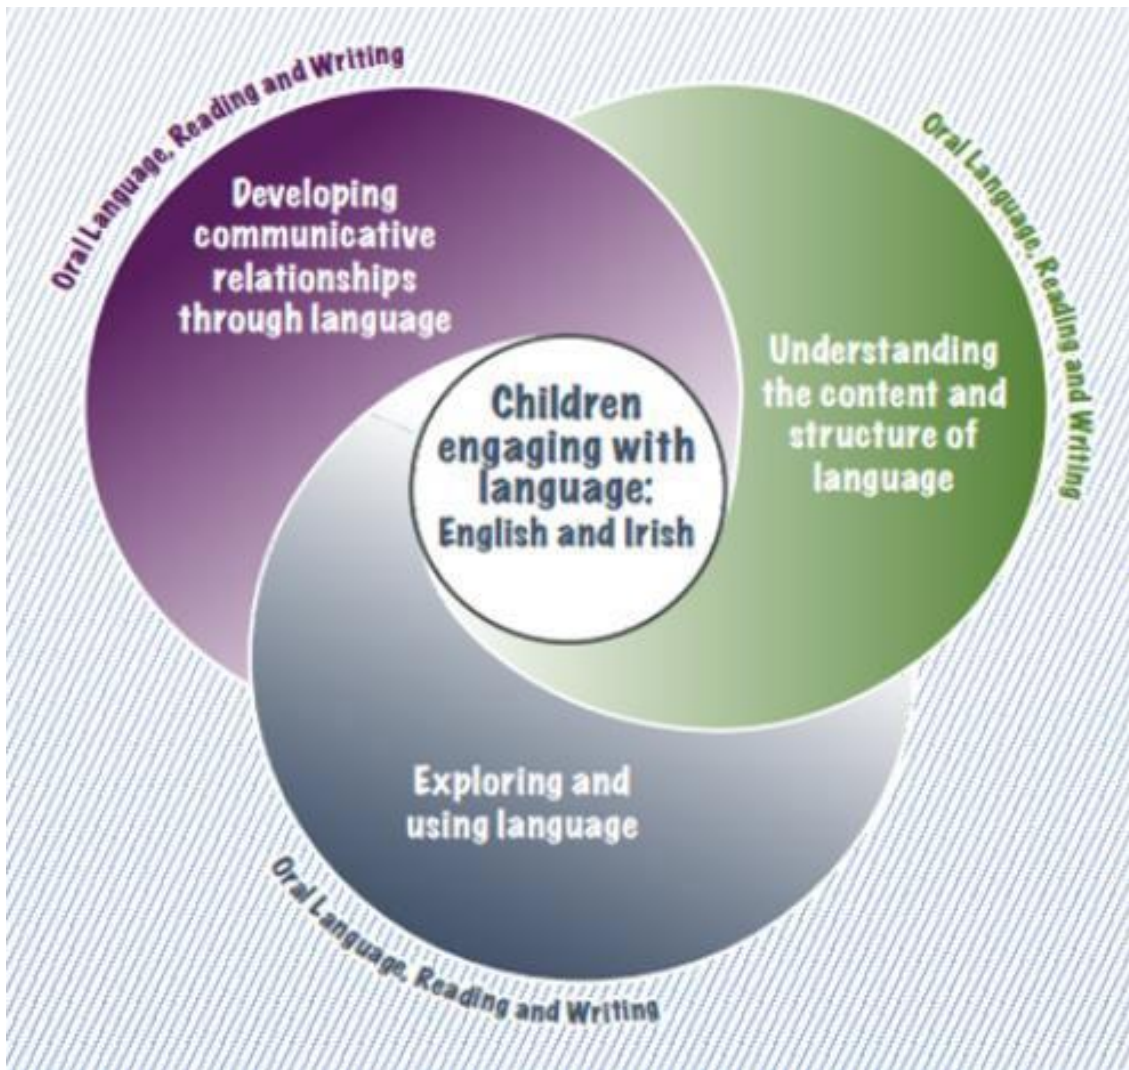 Oral Language, Reading and Writing
Developing
communicative
relationships
through language
Oral Language, Reading and Writing
Understanding
the content and
structure of
language
Children
engaging with
language:
English and Irish
Exploring and
using language
Oral Language, Reading and Writing